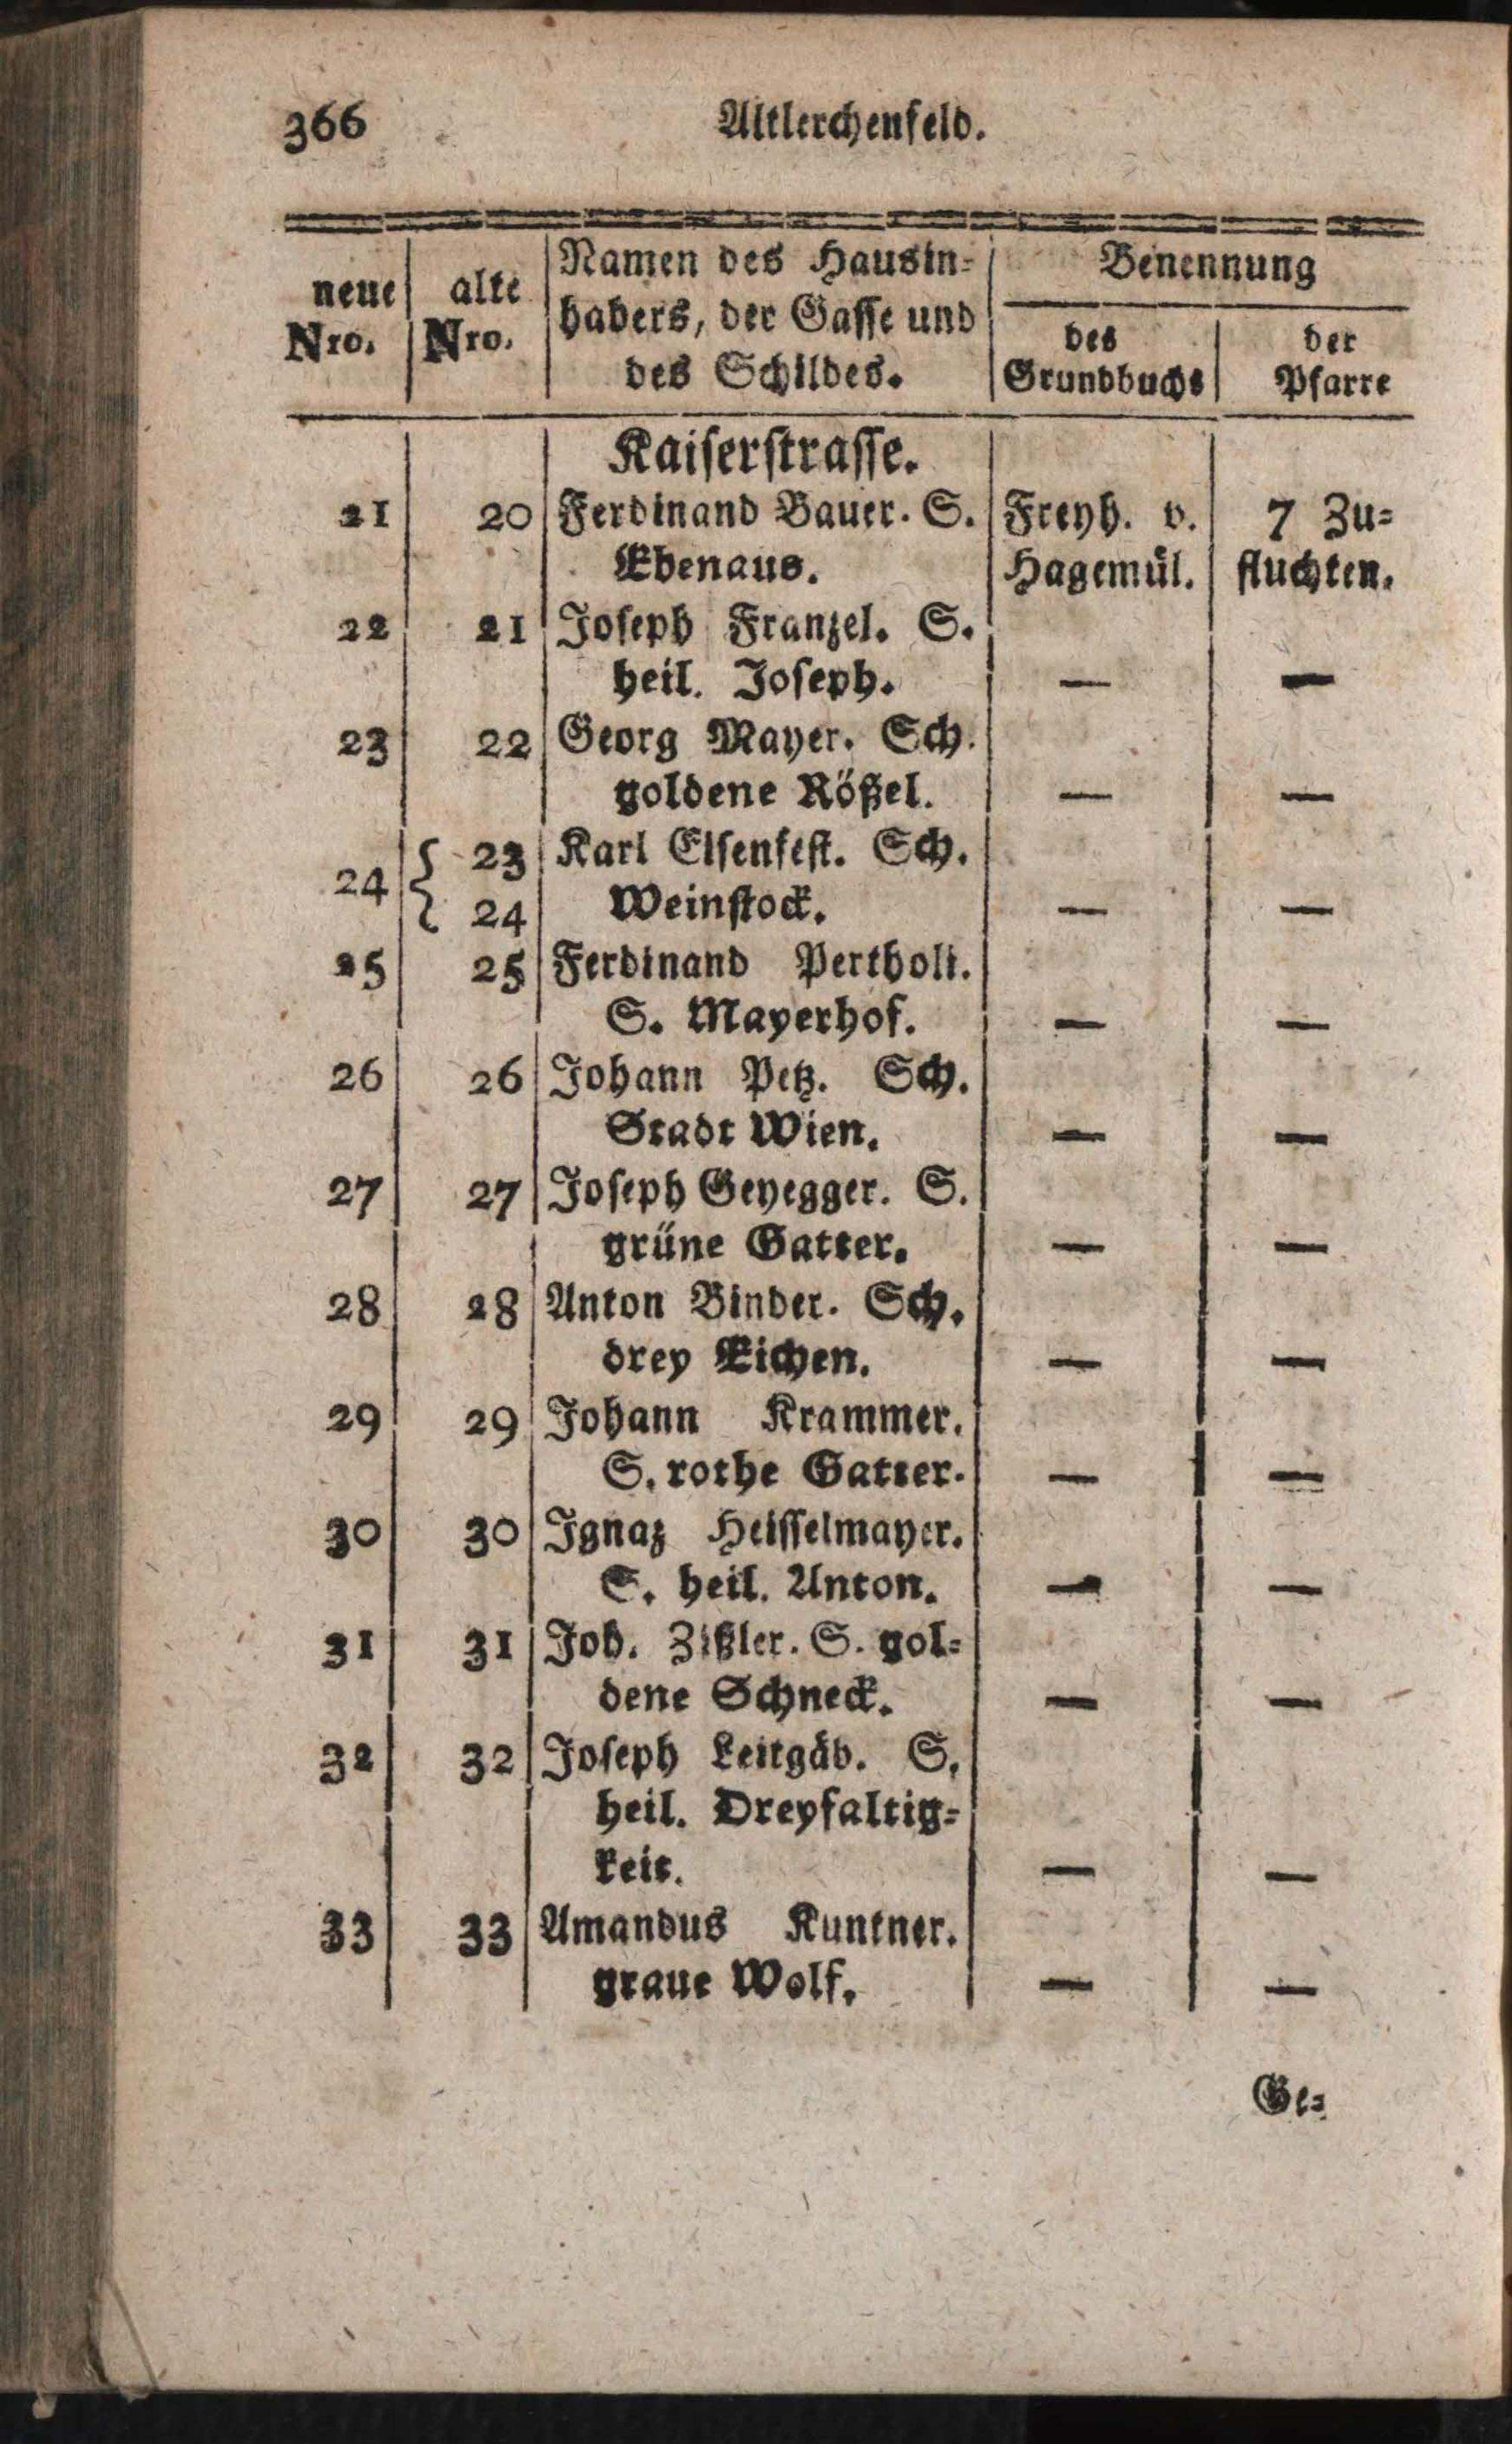 366 Altlerchenfeld.
neue Nro. alte Nro. Namen des Hausin-
habers, der Gasse und
des Schildes. Benennung
des Grundbuchs der Pfarre
Kaiserstrasse.
21 20 Ferdinand Bauer. S. Freyh. v. 7 Zu=
Ebenaus. Hagemül. fluchten.
22 21 Joseph Franzel. S.
heil. Joseph. — —
23 22 Georg Mayer. Sch.
goldene Rößel. — —
24 { 23 Karl Eisenfest. Sch.
24 Weinstock. — —
25 25 Ferdinand Pertholi.
S. Mayerhof. — —
26 26 Johann Petz. Sch.
Stadt Wien. — —
27 27 Joseph Geyegger. S.
grüne Gatter. — —
28 28 Anton Binder. Sch.
drey Eichen. — —
29 29 Johann Krammer.
S. rothe Gatter. — —
30 30 Ignaz Heisselmayer.
S. heil. Anton. — —
31 31 Joh. Zißler. S. gol=
dene Schneck. — —
32 32 Joseph Leitgäb. S.
heil. Dreyfaltig=
keit. — —
33 33 Amandus Kuntner.
graue Wolf. — —
Ge=